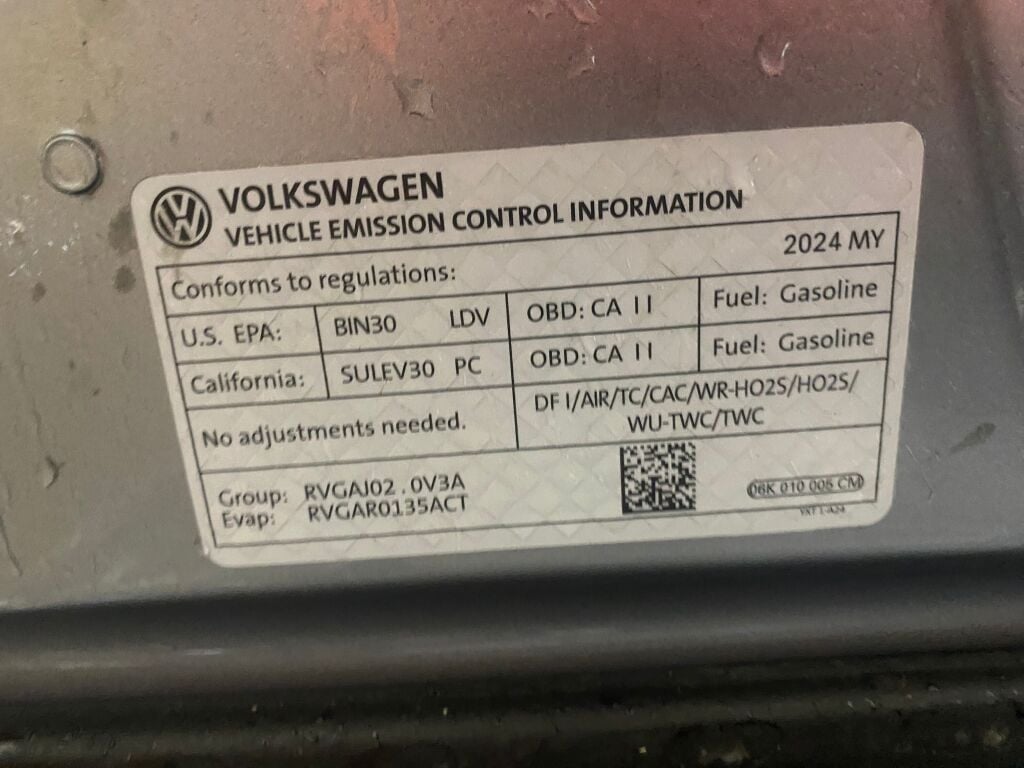 VOLKSWAGEN
VEHICLE EMISSION CONTROL INFORMATION
Conforms to regulations: 2024 MY
U.S. EPA: BIN30 LDV OBD: CA II Fuel: Gasoline
California: SULEV30 PC OBD: CA II Fuel: Gasoline
No adjustments needed. DFI/AIR/TC/CAC/WR-HO2S/HO2S/
WU-TWC/TWC
Group: RVGAJ02.0V3A
Evap: RVGAR0135ACT
06K 010 005 CM